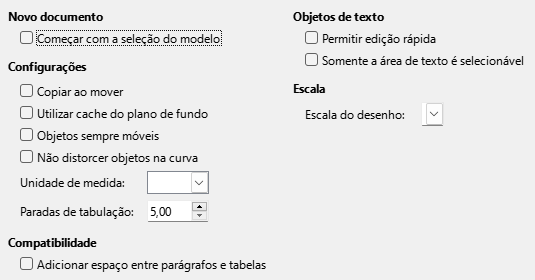 Novo documento
Começar com a seleção do modelo
Configurações
Copiar ao mover
Utilizar cache do plano de fundo
Objetos sempre móveis
Não distorcer objetos na curva
Unidade de medida:
Paradas de tabulação: 5,00
Compatibilidade
Adicionar espaço entre parágrafos e tabelas
Objetos de texto
Permitir edição rápida
Somente a área de texto é selecionável
Escala
Escala do desenho: